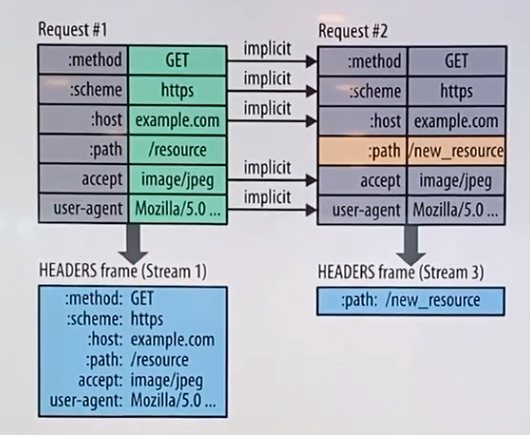 Request #1
:method GET
:scheme https
:host example.com
:path /resource
accept image/jpeg
user-agent Mozilla/5.0 ...
implicit
implicit
implicit
implicit
implicit
Request #2
:method GET
:scheme https
:host example.com
:path /new_resource
accept image/jpeg
user-agent Mozilla/5.0 ...
HEADERS frame (Stream 1)
:method: GET
:scheme: https
:host: example.com
:path: /resource
accept: image/jpeg
user-agent: Mozilla/5.0 ...
HEADERS frame (Stream 3)
:path: /new_resource